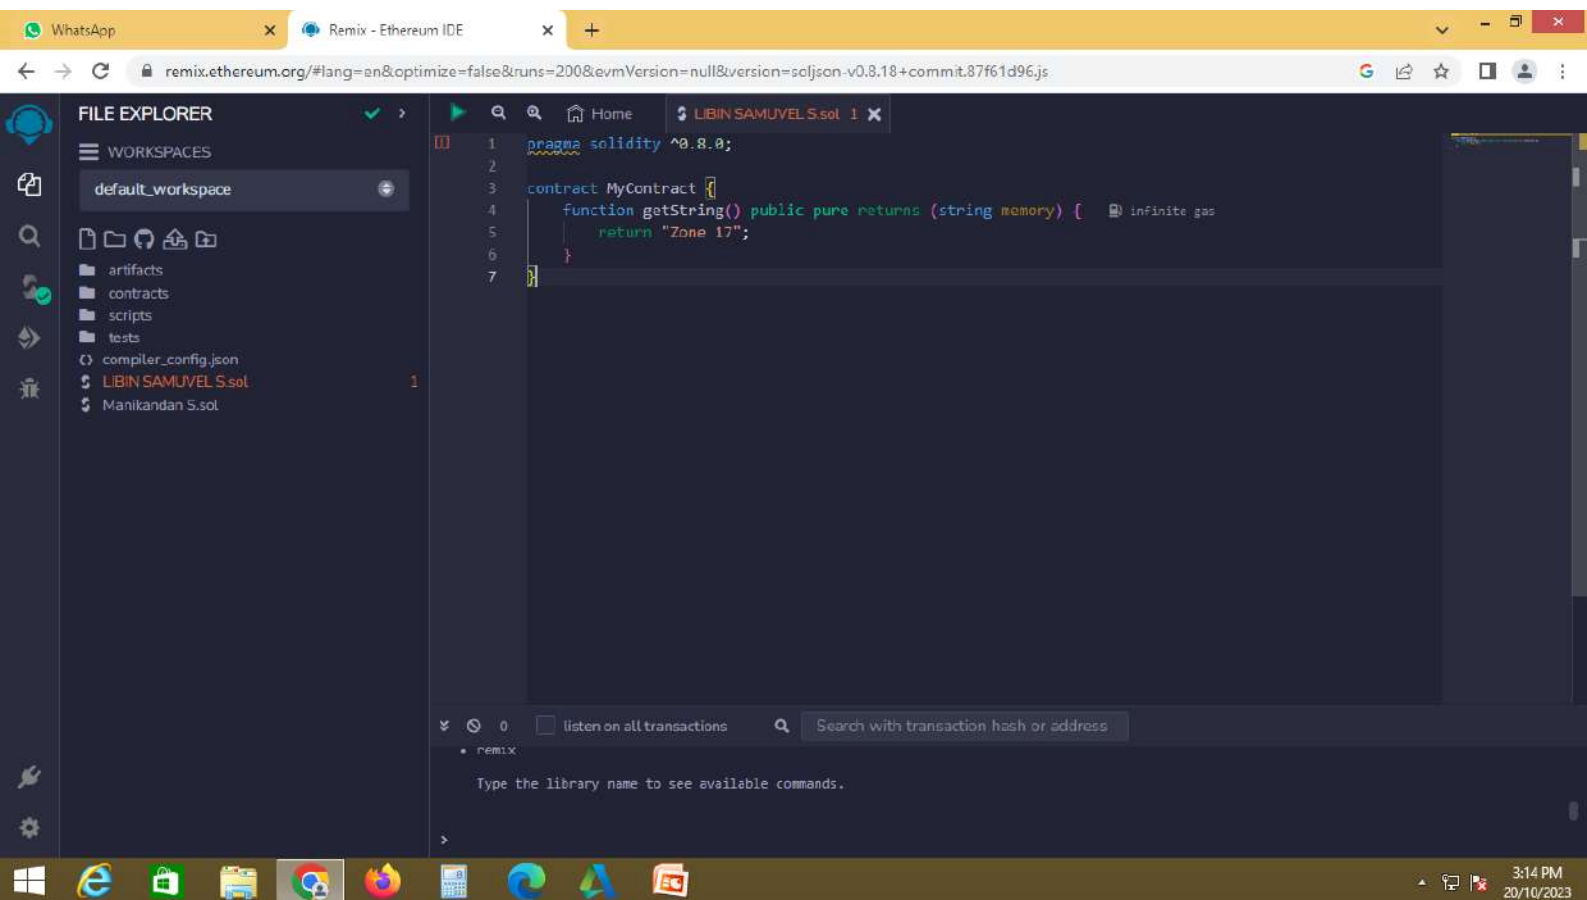 WhatsApp
Remix - Ethereum IDE
remix.ethereum.org/#lang=en&optimize=false&runs=200&evmVersion=null&version=soljson-v0.8.18+commit.87f61d96.js
FILE EXPLORER
WORKSPACES
default_workspace
artifacts
contracts
scripts
tests
compiler_config.json
LIBIN SAMUVEL S.sol 1
Manikandan S.sol
Home
LIBIN SAMUVEL S.sol 1
1 pragma solidity ^0.8.0;
2
3 contract MyContract {
4 function getString() public pure returns (string memory) { infinite gas
5 return "Zone 17";
6 }
7 }
0 listen on all transactions Search with transaction hash or address
• remix
Type the library name to see available commands.
>
3:14 PM
20/10/2023